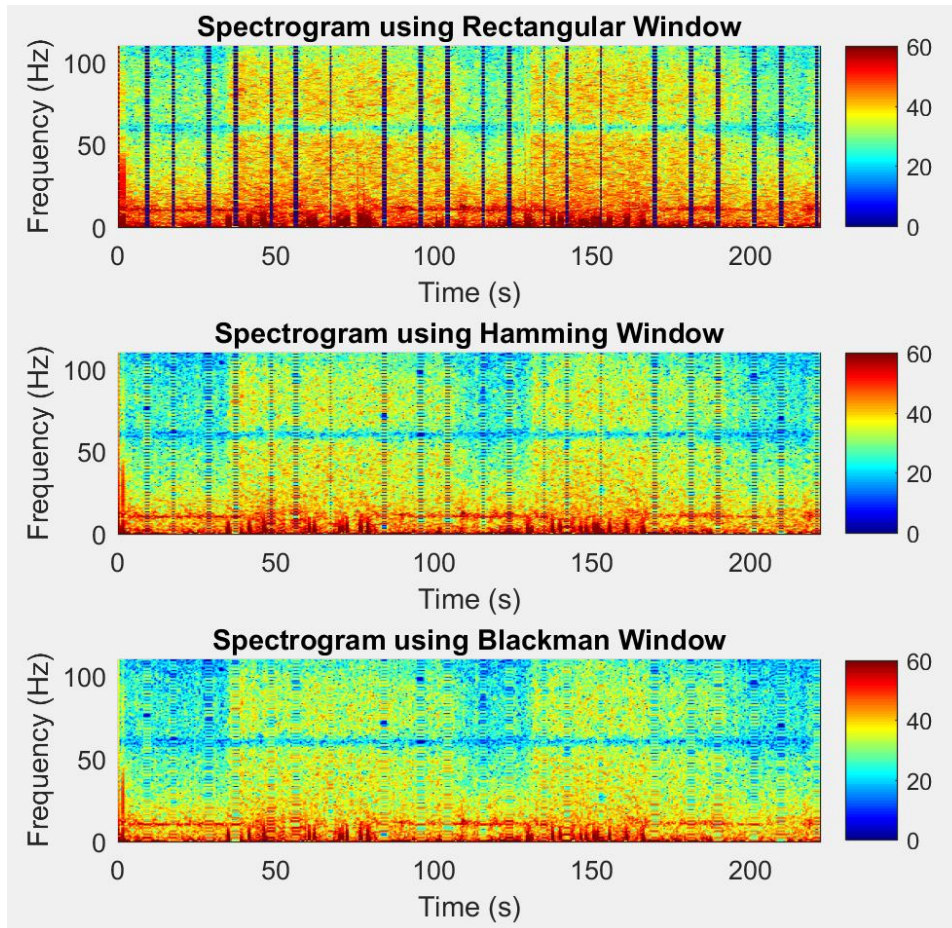 Spectrogram using Rectangular Window
Frequency (Hz)
100
50
0
0 50 100 150 200
Time (s)
60
40
20
0
Spectrogram using Hamming Window
Frequency (Hz)
100
50
0
0 50 100 150 200
Time (s)
60
40
20
0
Spectrogram using Blackman Window
Frequency (Hz)
100
50
0
0 50 100 150 200
Time (s)
60
40
20
0